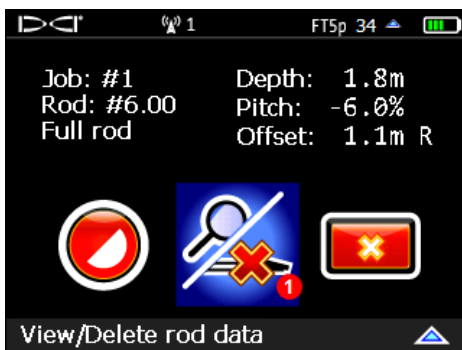 DCI
1
FT5p 34
Job: #1
Rod: #6.00
Full rod
Depth: 1.8m
Pitch: -6.0%
Offset: 1.1m R
1
View/Delete rod data